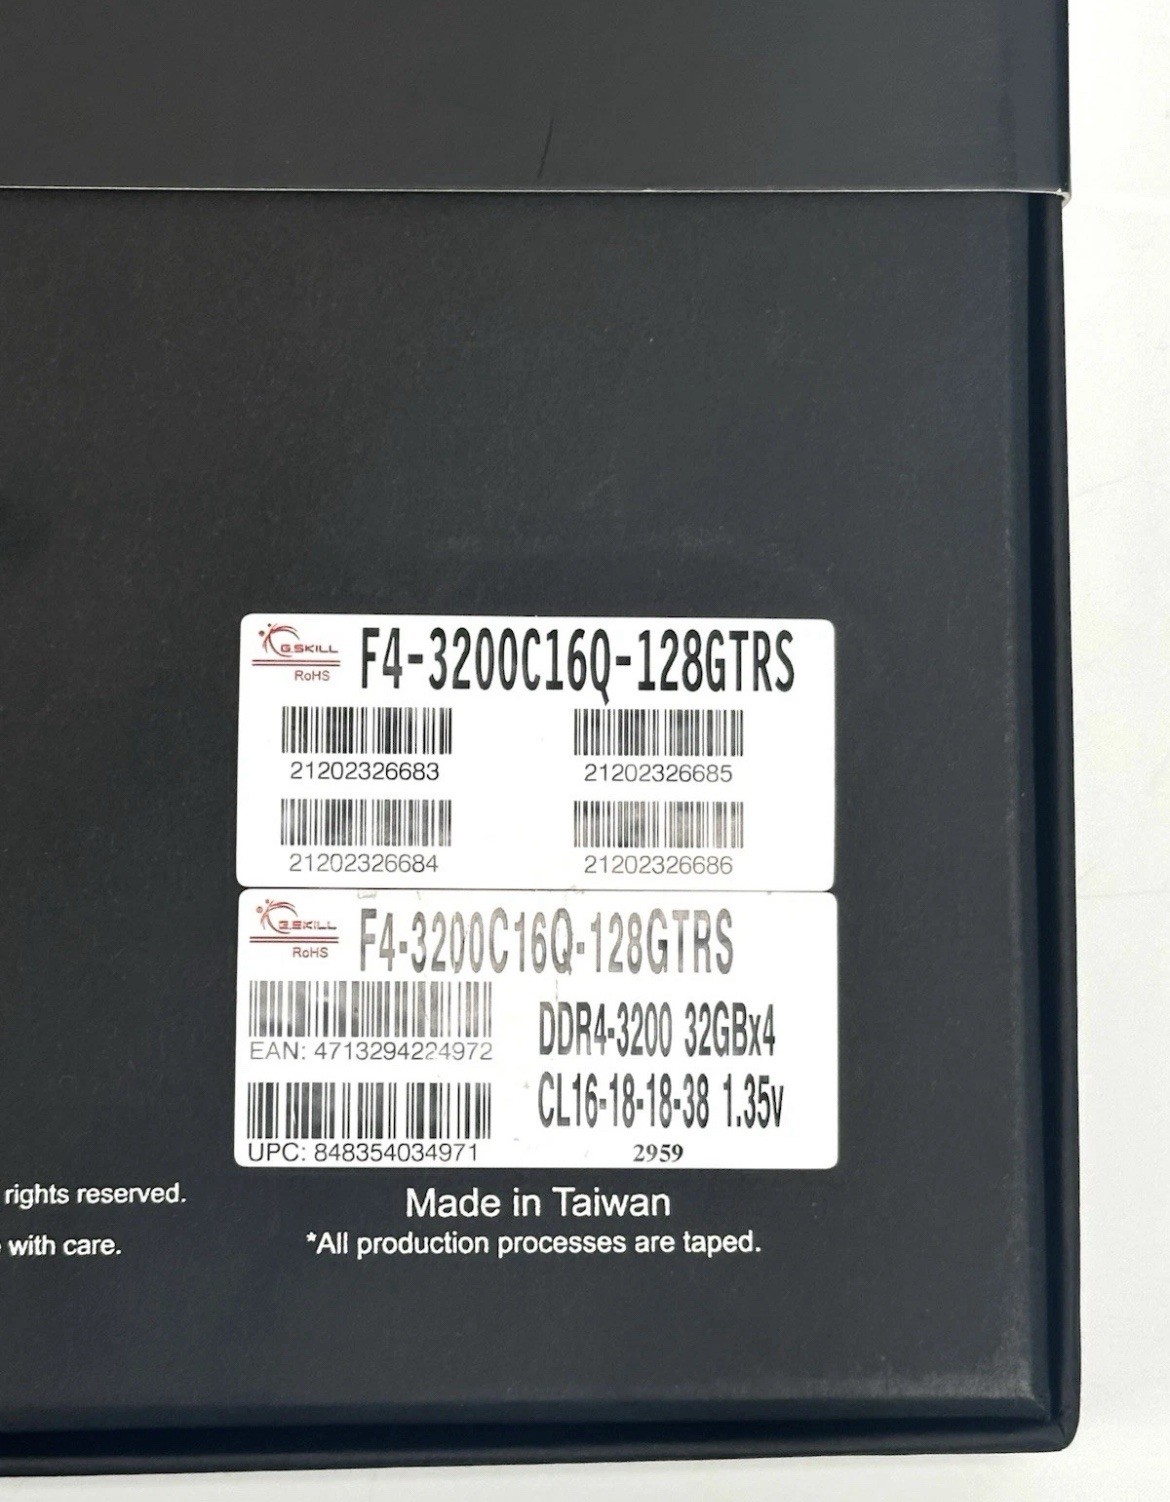 G.SKILL
RoHS
F4-3200C16Q-128GTRS
21202326683
21202326685
21202326684
21202326686
G.SKILL
RoHS
F4-3200C16Q-128GTRS
EAN: 4713294224972
DDR4-3200 32GBx4
CL16-18-18-38 1.35v
UPC: 848354034971
2959
rights reserved.
with care.
Made in Taiwan
*All production processes are taped.